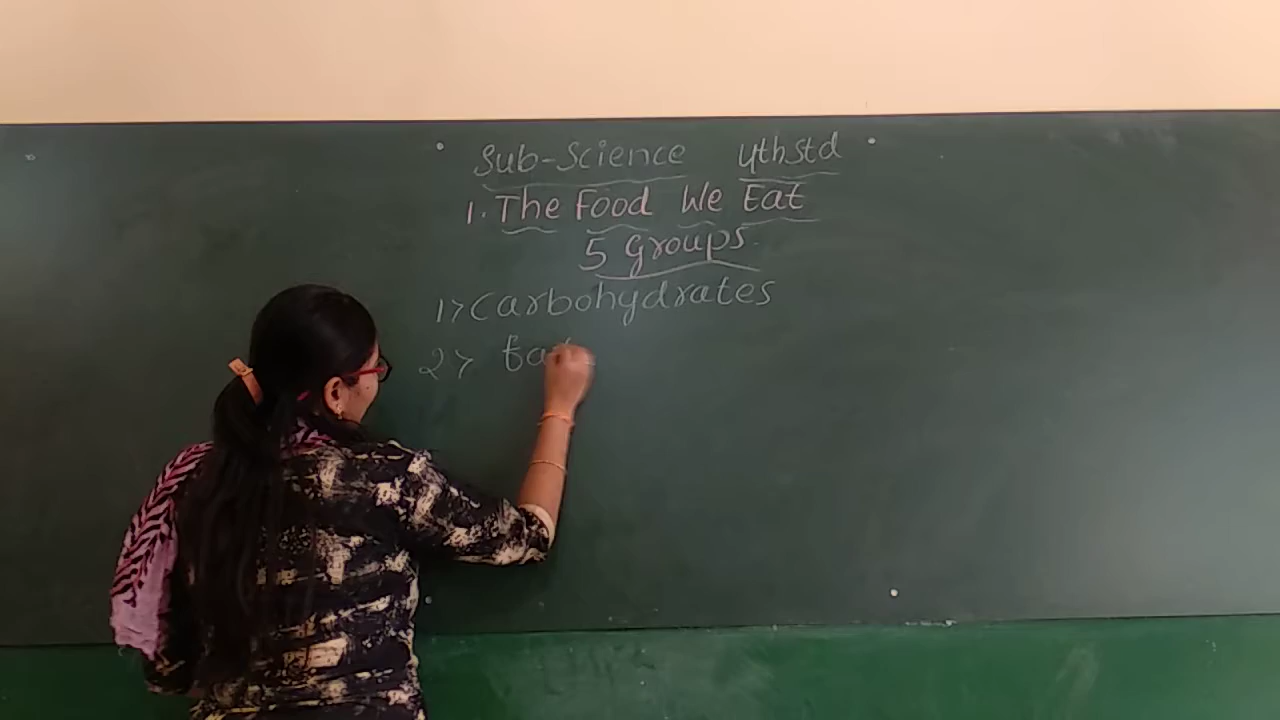 Sub-Science 4thStd
1. The Food We Eat
5 Groups.
1> Carbohydrates
2>